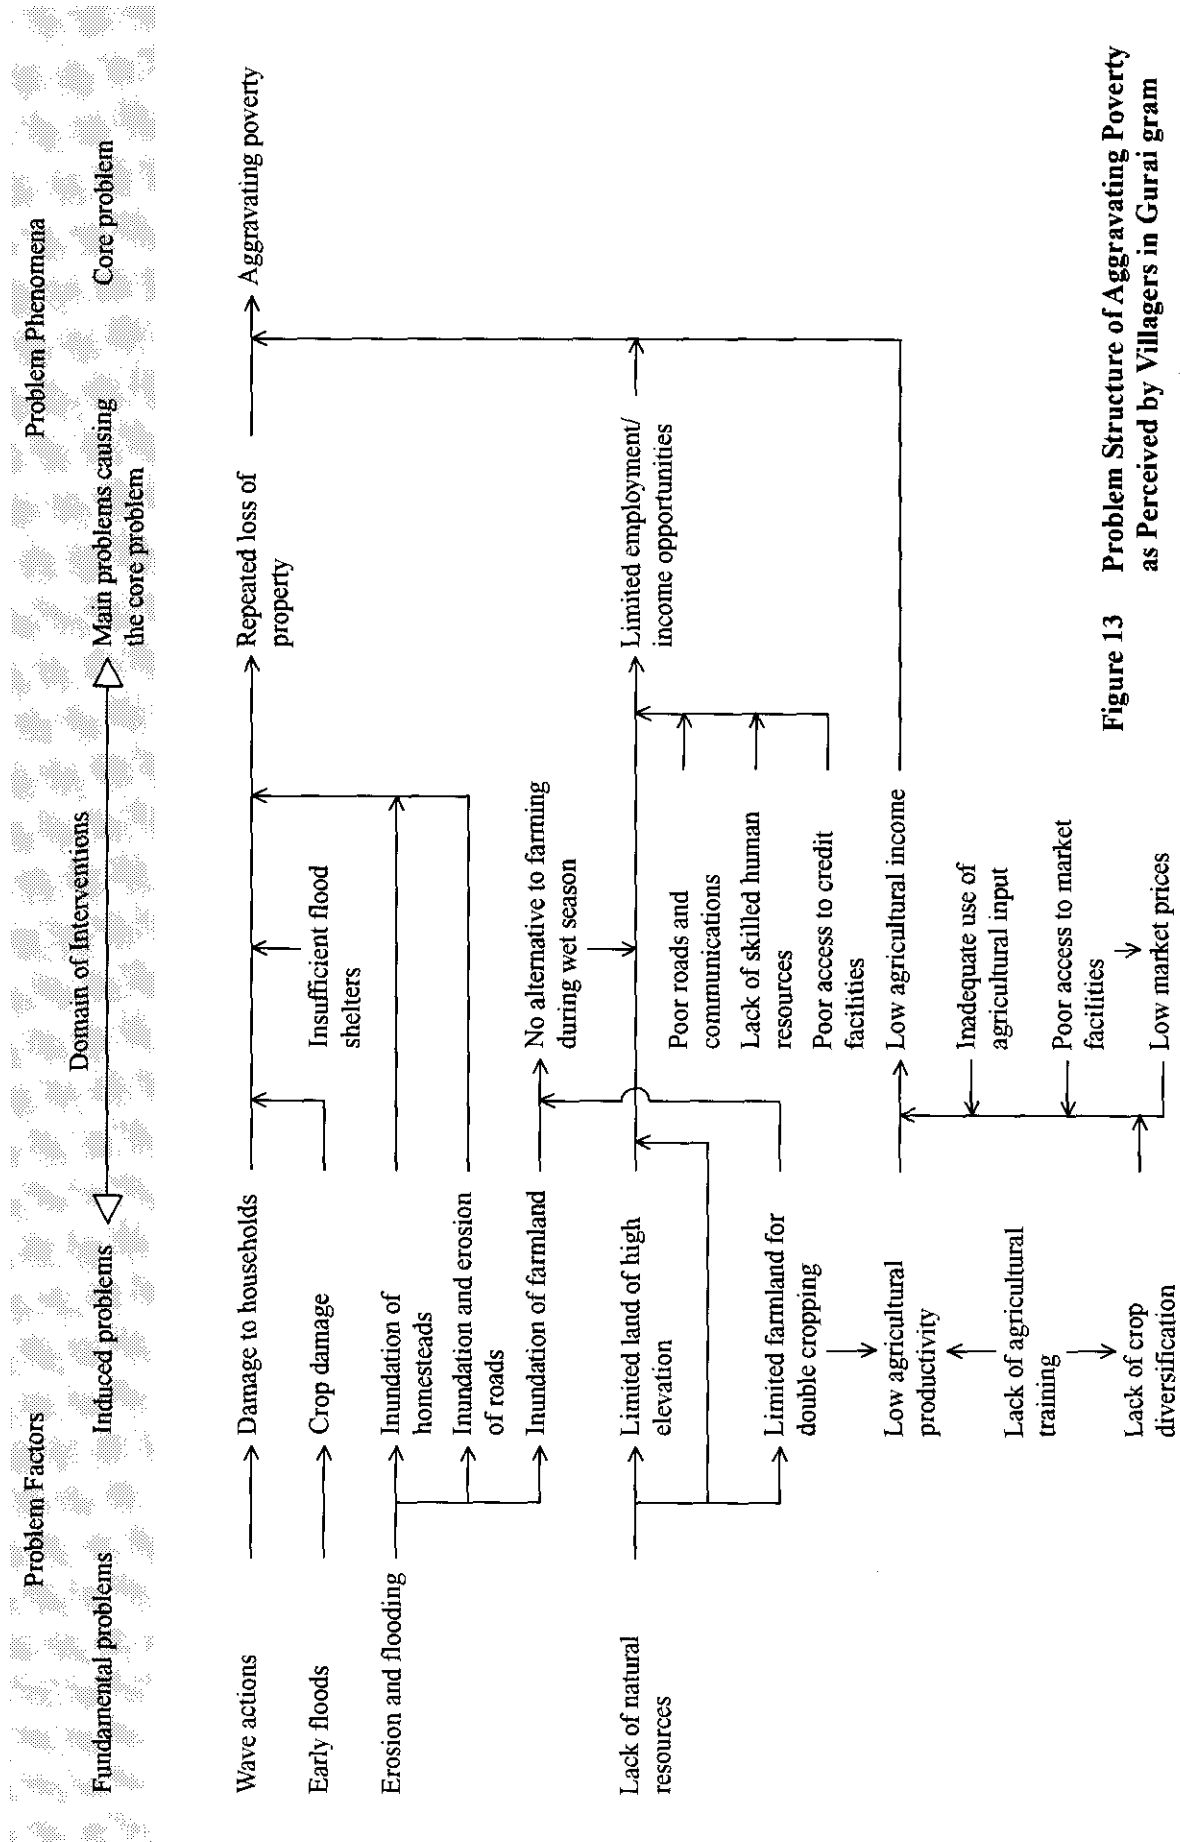 Problem Factors
Domain of Interventions
Problem Phenomena
Fundamental problems
Induced problems
Main problems causing
the core problem
Core problem
Wave actions
Damage to households
Repeated loss of
property
Aggravating poverty
Early floods
Crop damage
Insufficient flood
shelters
Erosion and flooding
Inundation of
homesteads
Inundation and erosion
of roads
Inundation of farmland
No alternative to farming
during wet season
Lack of natural
resources
Limited land of high
elevation
Limited employment/
income opportunities
Poor roads and
communications
Lack of skilled human
resources
Limited farmland for
double cropping
Poor access to credit
facilities
Low agricultural
productivity
Low agricultural income
Inadequate use of
agricultural input
Lack of agricultural
training
Poor access to market
facilities
Lack of crop
diversification
Low market prices
Figure 13 Problem Structure of Aggravating Poverty
as Perceived by Villagers in Gurai gram